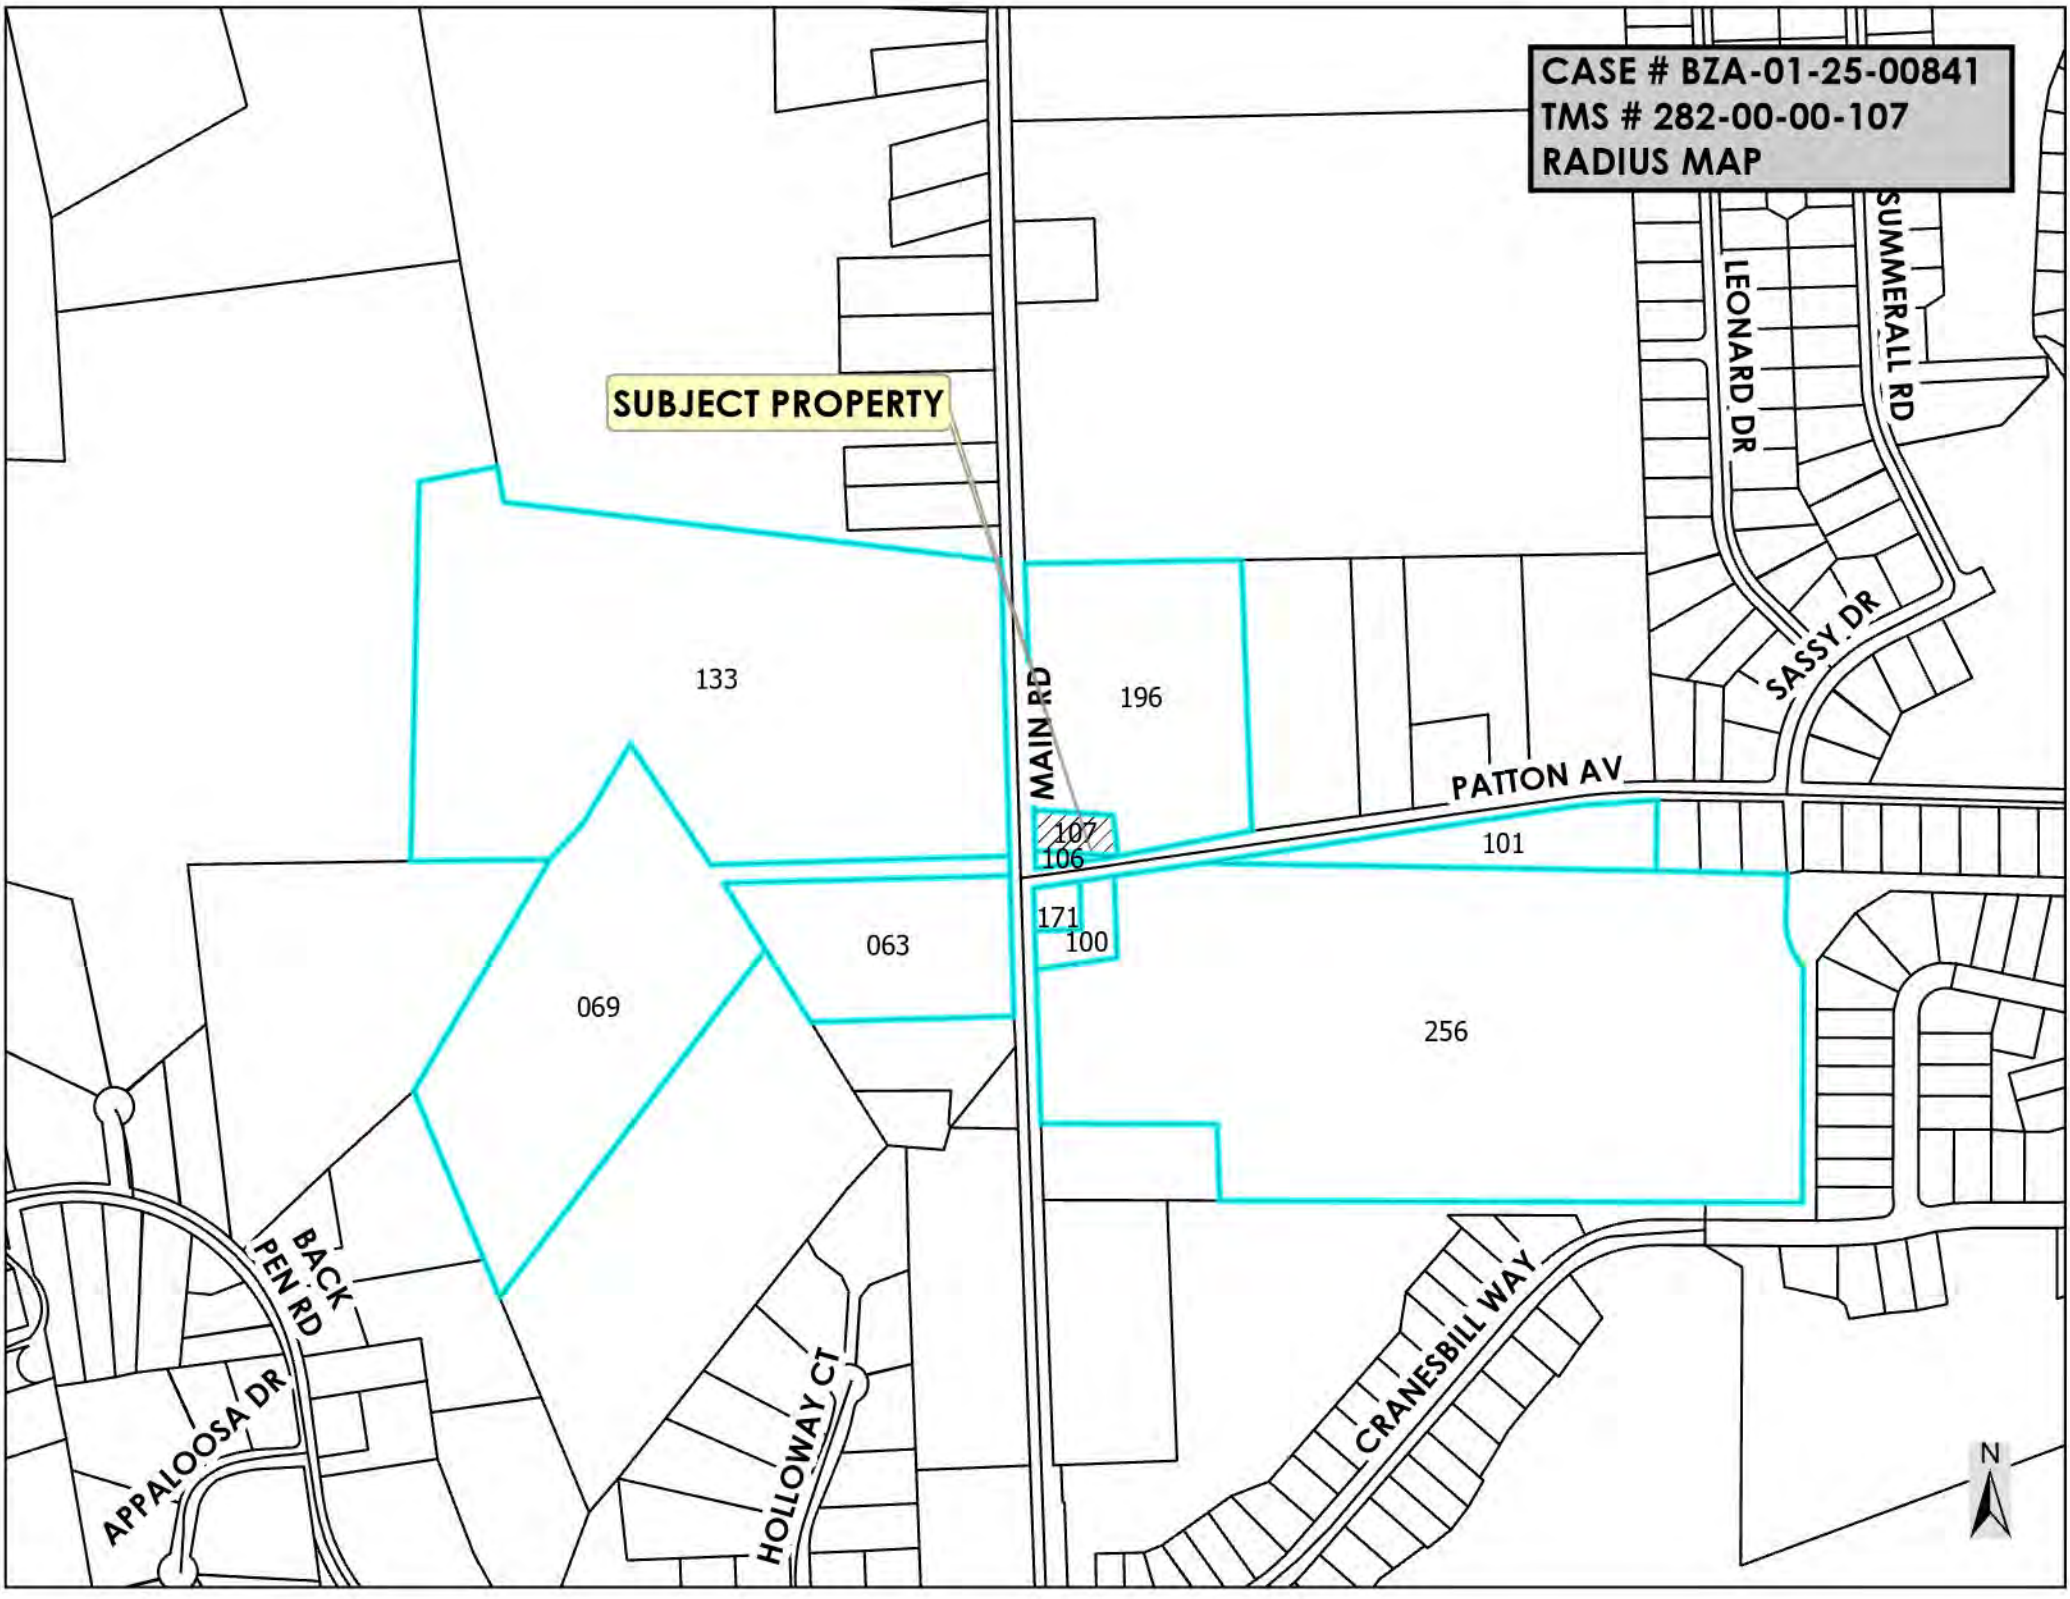 CASE # BZA-01-25-00841
TMS # 282-00-00-107
RADIUS MAP
SUMMERALL RD
LEONARD DR
SUBJECT PROPERTY
SASSY DR
133
MAIN RD
196
PATTON AV
107
101
106
171
100
063
069
256
BACK
PEN RD
CRANESBILL WAY
HOLLOWAY CT
APPALOOSA DR
N